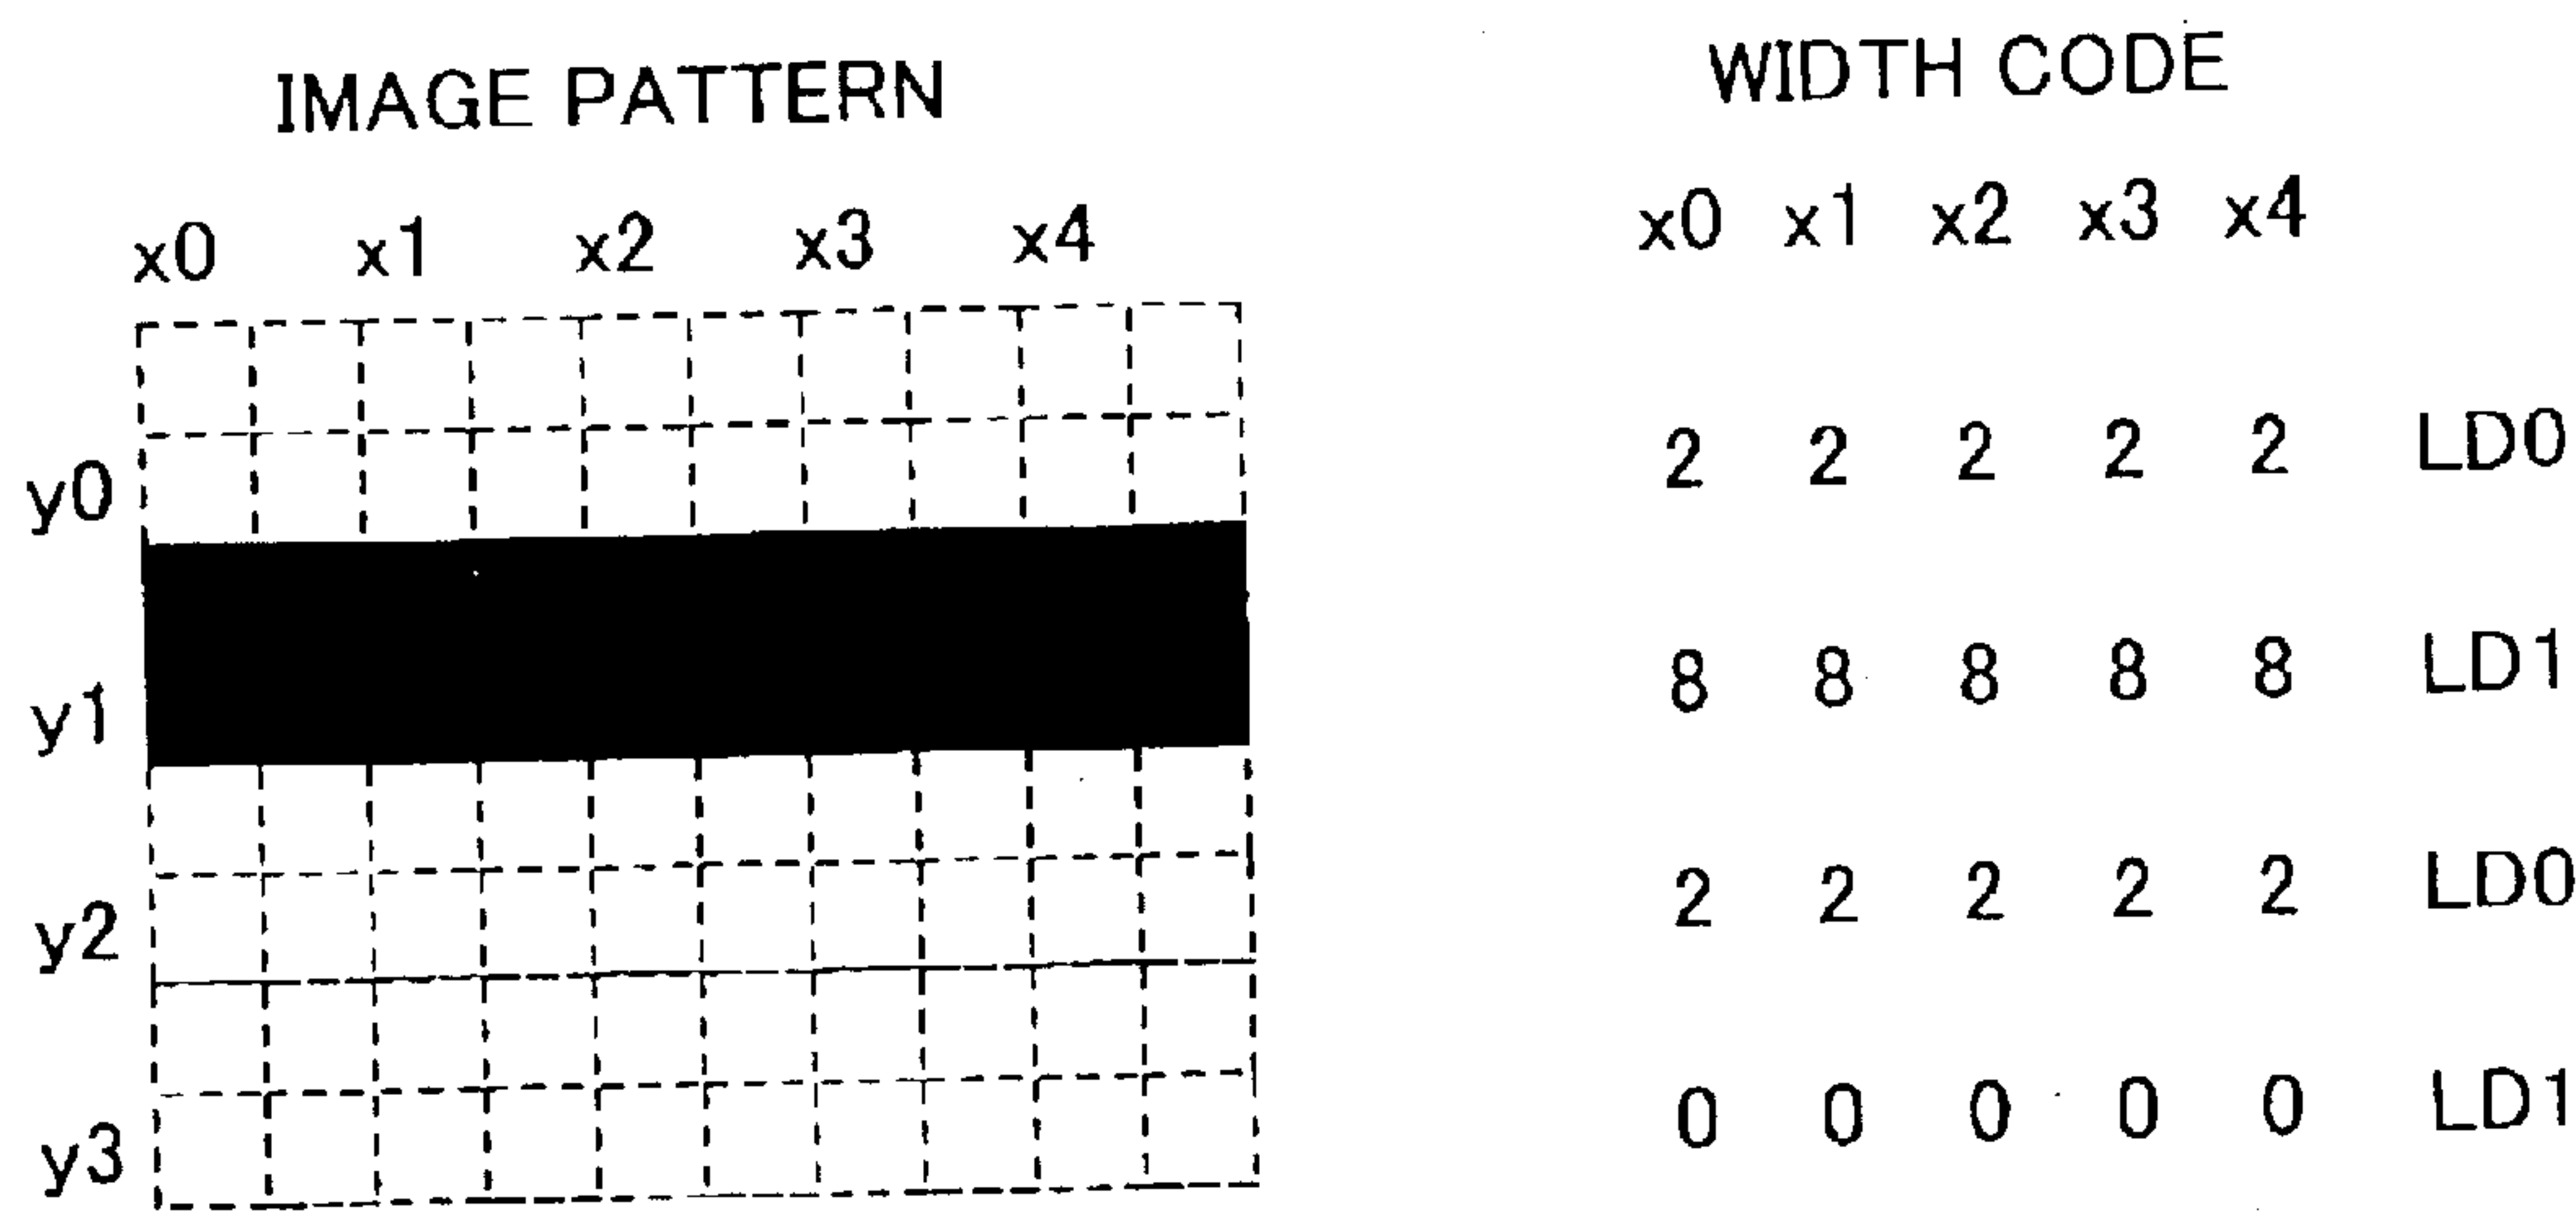 IMAGE PATTERN
x0 x1 x2 x3 x4
y0
y1
y2
y3
WIDTH CODE
x0 x1 x2 x3 x4
2 2 2 2 2 LD0
8 8 8 8 8 LD1
2 2 2 2 2 LD0
0 0 0 0 0 LD1